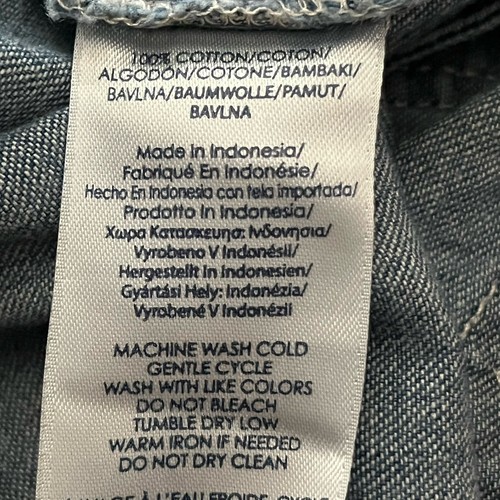 100% COTTON/COTON/
ALGODÓN/COTONE/BAMBAKI/
BAVLNA/BAUMWOLLE/PAMUT/
BAVLNA
Made In Indonesia/
Fabriqué En Indonésie/
Hecho En Indonesia con tela importada/
Prodotto In Indonesia/
Χωρα Κατασκευησ: Ινδονησια/
Vyrobeno V Indonésii/
Hergestellt In Indonesien/
Gyártási Hely: Indonézia/
Vyrobené V Indonézii
MACHINE WASH COLD
GENTLE CYCLE
WASH WITH LIKE COLORS
DO NOT BLEACH
TUMBLE DRY LOW
WARM IRON IF NEEDED
DO NOT DRY CLEAN
À L'EAU FROIDE, CYCLE